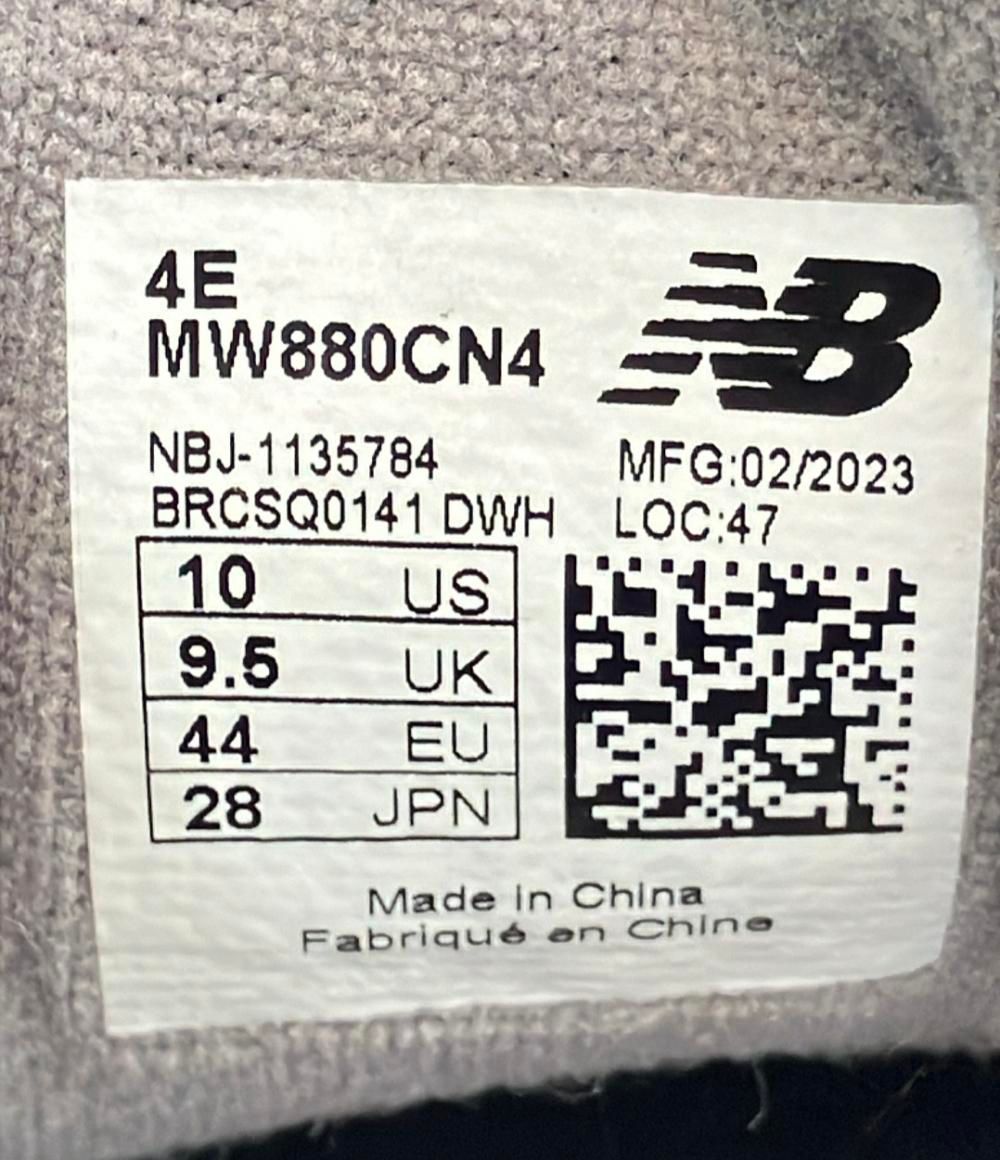 4E
MW880CN4
NB
NBJ-1135784
MFG:02/2023
BRCSQ0141 DWH
LOC:47
10 US
9.5 UK
44 EU
28 JPN
Made in China
Fabriqué en Chine